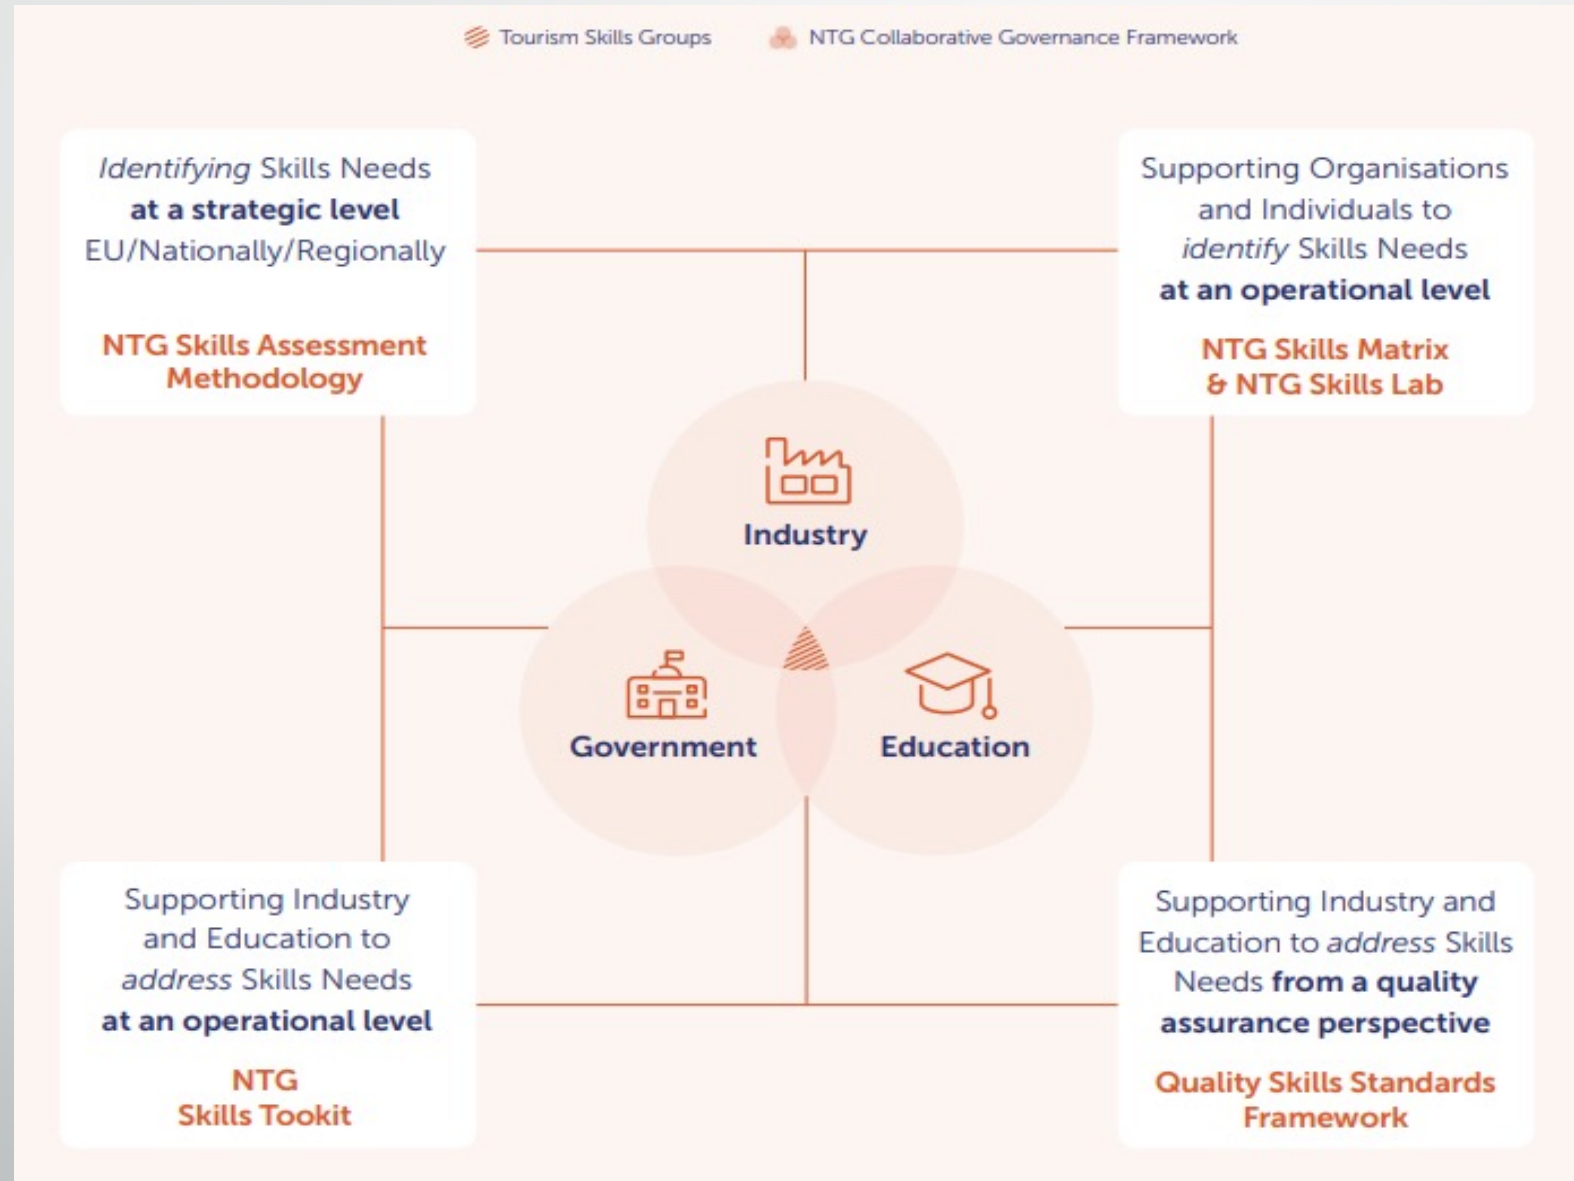 Tourism Skills Groups
NTG Collaborative Governance Framework
Identifying Skills Needs
at a strategic level
EU/Nationally/Regionally
NTG Skills Assessment
Methodology
Supporting Organisations
and Individuals to
identify Skills Needs
at an operational level
NTG Skills Matrix
& NTG Skills Lab
Industry
Government
Education
Supporting Industry
and Education to
address Skills Needs
at an operational level
NTG
Skills Tookit
Supporting Industry and
Education to address Skills
Needs from a quality
assurance perspective
Quality Skills Standards
Framework